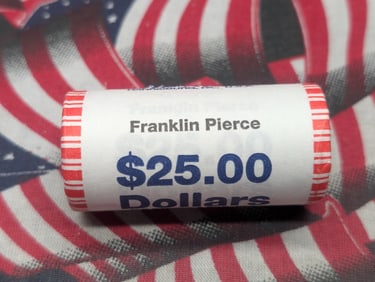 Franklin Pierce
$25.00
Dollars